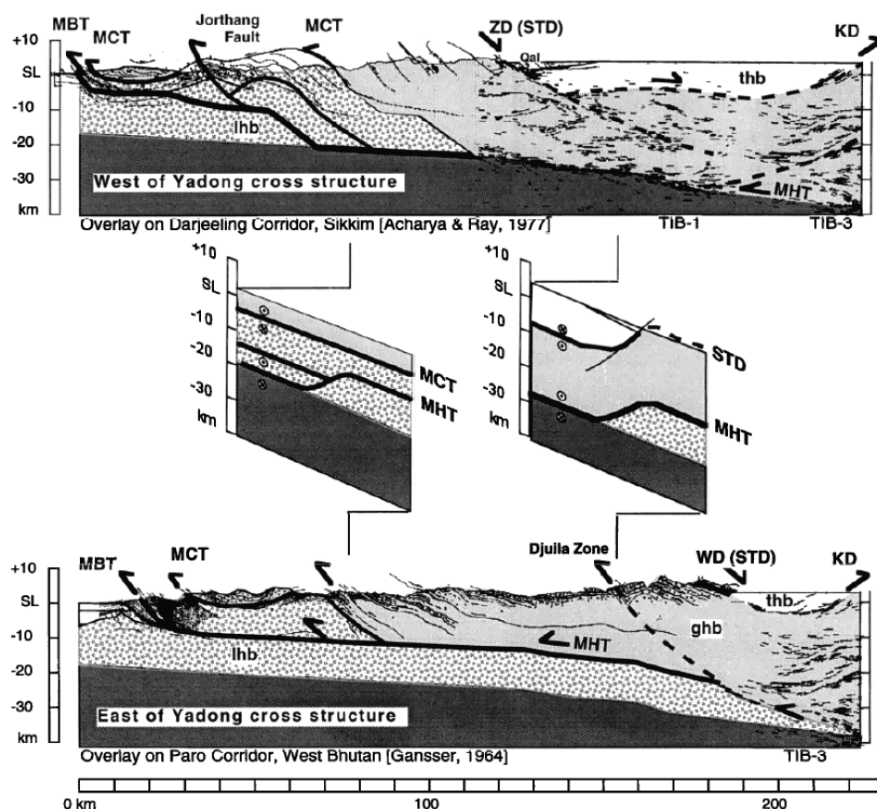 MBT MCT Jorthang Fault MCT ZD (STD) KD
+10
SL
-10
-20
-30
km
Qal
thb
lhb
MHT
West of Yadong cross structure
Overlay on Darjeeling Corridor, Sikkim [Acharya & Ray, 1977] TIB-1 TIB-3
+10
SL
-10
-20
-30
km
MCT
MHT
+10
SL
-10
-20
-30
km
STD
MHT
MBT MCT Djuila Zone WD (STD) KD
+10
SL
-10
-20
-30
km
thb
ghb
MHT
lhb
East of Yadong cross structure
Overlay on Paro Corridor, West Bhutan [Gansser, 1964] TIB-3
0 km 100 200